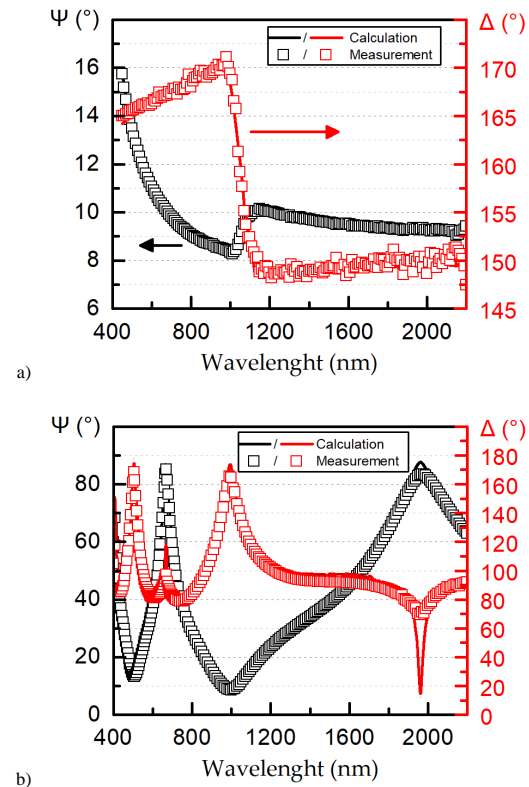 Ψ (°) Δ (°)
/ Calculation
/ Measurement
16 170
14 165
12 160
10 155
8 150
6 145
400 800 1200 1600 2000
Wavelenght (nm)
a)
Ψ (°) Δ (°)
/ Calculation
/ Measurement
80 180
60 160
40 140
20 120
0 100
80
60
40
20
0
400 800 1200 1600 2000
Wavelenght (nm)
b)